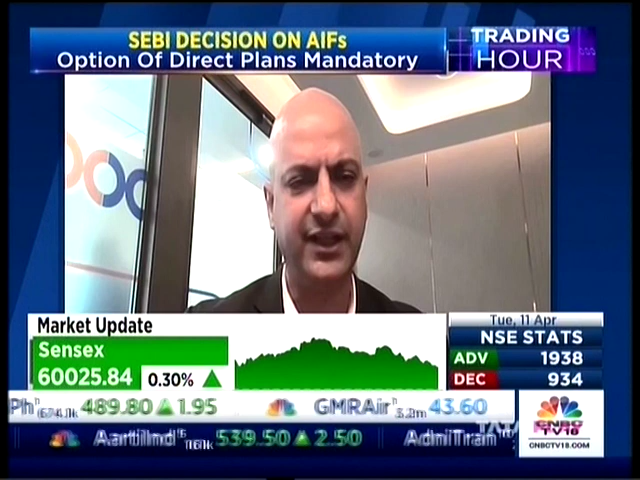 SEBI DECISION ON AIFs
Option Of Direct Plans Mandatory
TRADING
HOUR
Market Update
Sensex
60025.84 0.30%
Tue, 11 Apr
NSE STATS
ADV 1938
DEC 934
489.80 1.95 GMRAir 43.60
AartiInd 539.50 2.50 AdniTran
CNBC
TV18
CNBCTV18.COM